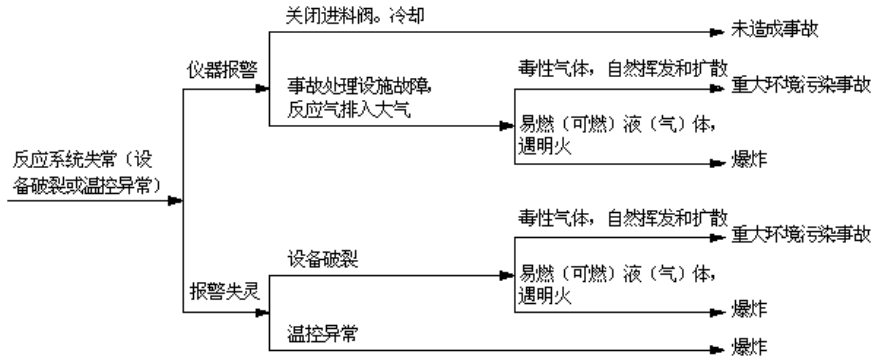 关闭进料阀。冷却
未造成事故
仪器报警
事故处理设施故障，
反应气排入大气
毒性气体，自然挥发和扩散
重大环境污染事故
易燃（可燃）液（气）体，
遇明火
爆炸
反应系统失常（设
备破裂或温控异常）
毒性气体，自然挥发和扩散
重大环境污染事故
设备破裂
易燃（可燃）液（气）体，
遇明火
爆炸
报警失灵
温控异常
爆炸